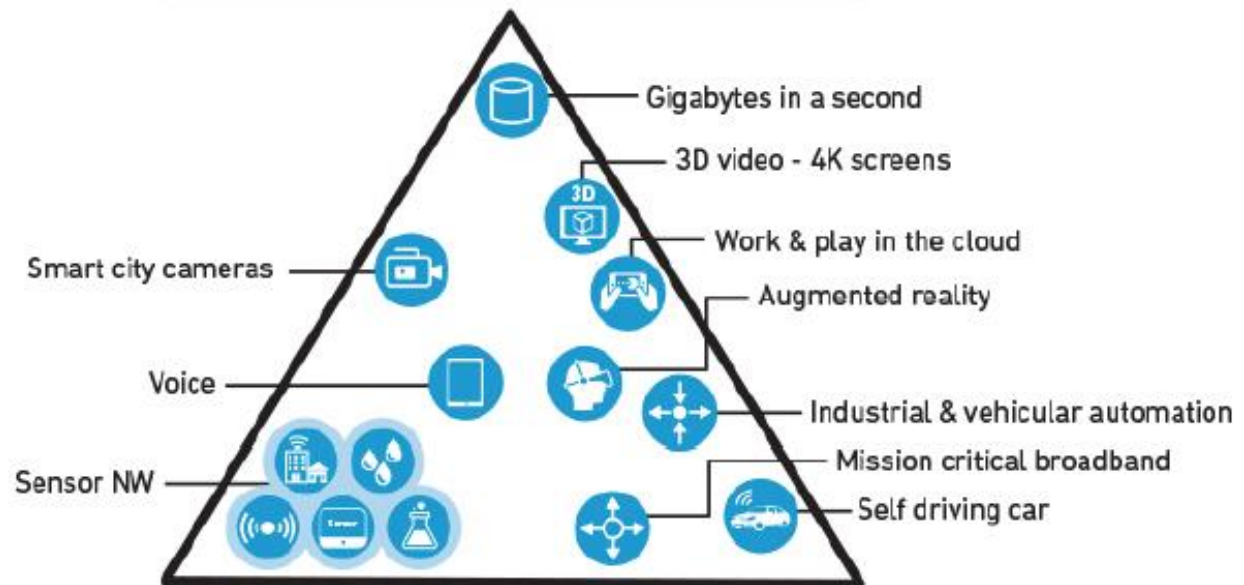 Gigabytes in a second
3D video - 4K screens
3D
Work & play in the cloud
Smart city cameras
Augmented reality
Voice
Industrial & vehicular automation
Mission critical broadband
Sensor NW
Self driving car